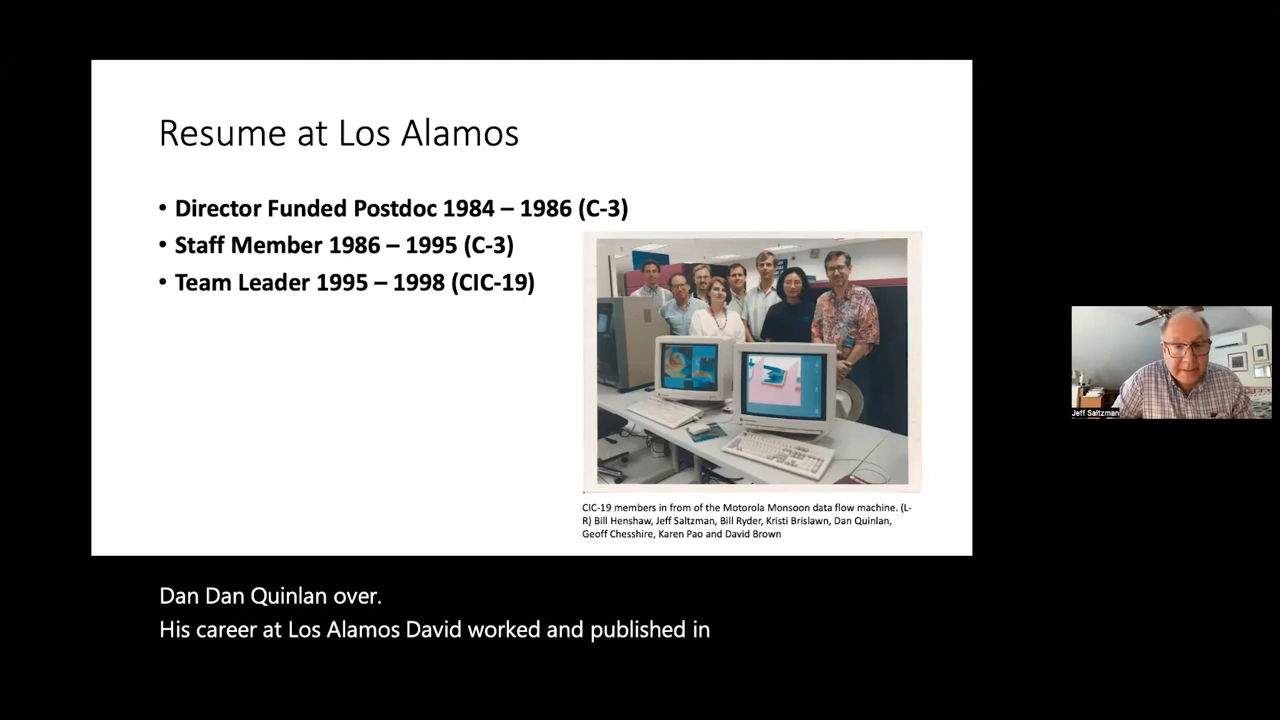 Resume at Los Alamos
• Director Funded Postdoc 1984 – 1986 (C-3)
• Staff Member 1986 – 1995 (C-3)
• Team Leader 1995 – 1998 (CIC-19)
CIC-19 members in from of the Motorola Monsoon data flow machine. (L-
R) Bill Henshaw, Jeff Saltzman, Bill Ryder, Kristi Brislawn, Dan Quinlan,
Geoff Chesshire, Karen Pao and David Brown
Jeff Saltzman
Dan Dan Quinlan over.
His career at Los Alamos David worked and published in